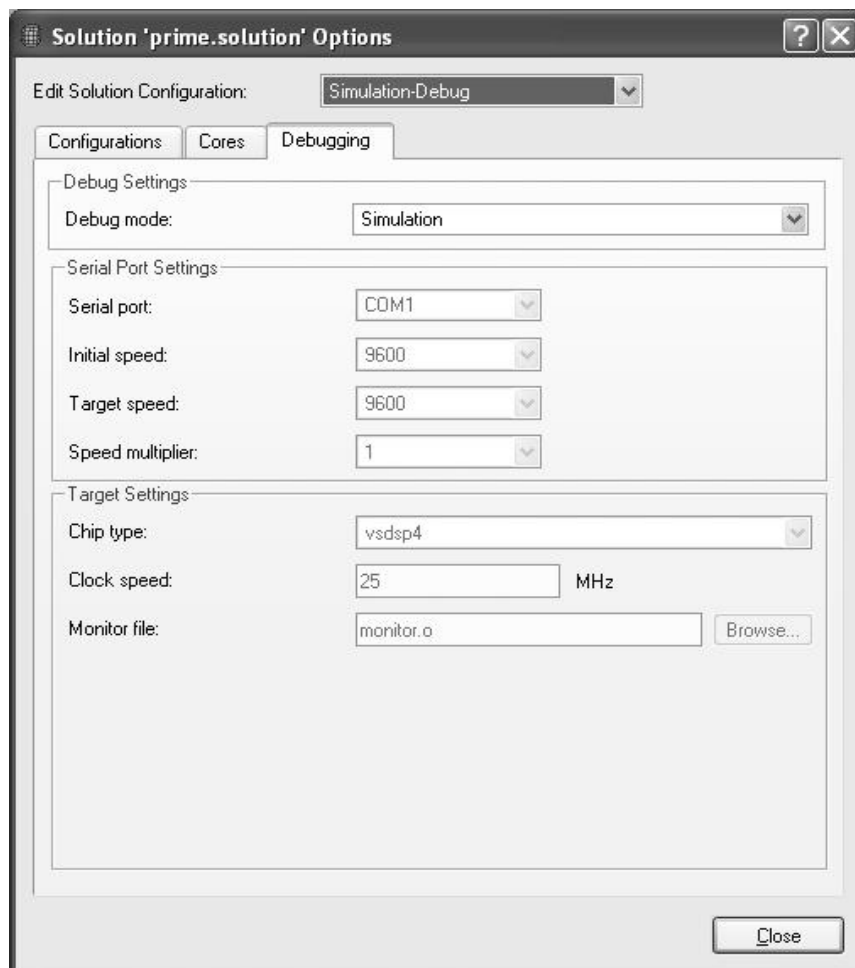 Solution 'prime.solution' Options
Edit Solution Configuration: Simulation-Debug
Configurations Cores Debugging
Debug Settings
Debug mode: Simulation
Serial Port Settings
Serial port: COM1
Initial speed: 9600
Target speed: 9600
Speed multiplier: 1
Target Settings
Chip type: vsdsp4
Clock speed: 25 MHz
Monitor file: monitor.o Browse...
Close